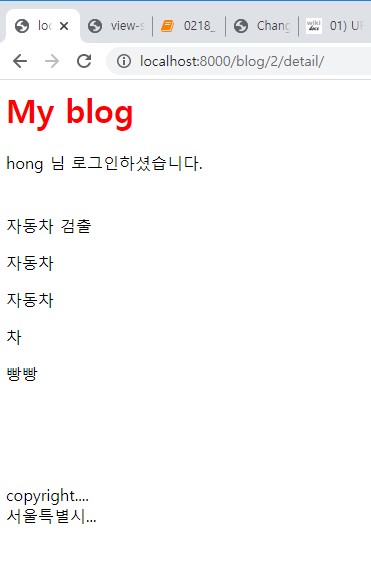 loc
view-s
0218_
Chang
wiki docs
01) UR
localhost:8000/blog/2/detail/
My blog
hong 님 로그인하셨습니다.
자동차 검출
자동차
자동차
차
빵빵
copyright....
서울특별시...